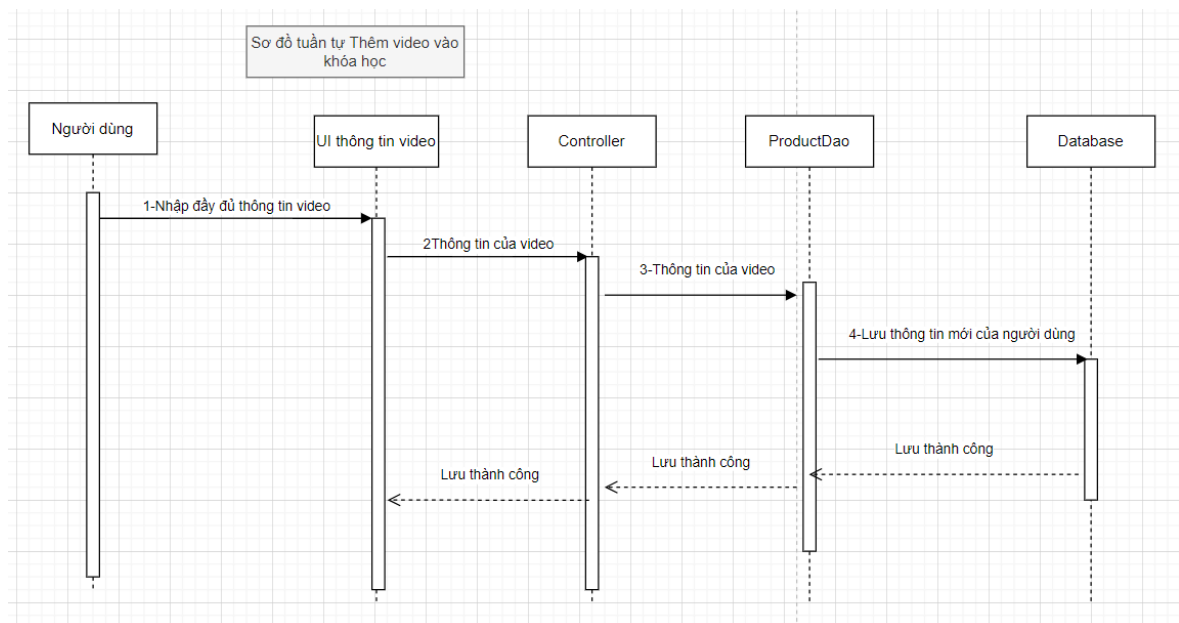 Sơ đồ tuần tự Thêm video vào
khóa học
Người dùng
UI thông tin video
Controller
ProductDao
Database
1-Nhập đầy đủ thông tin video
2Thông tin của video
3-Thông tin của video
4-Lưu thông tin mới của người dùng
Lưu thành công
Lưu thành công
Lưu thành công